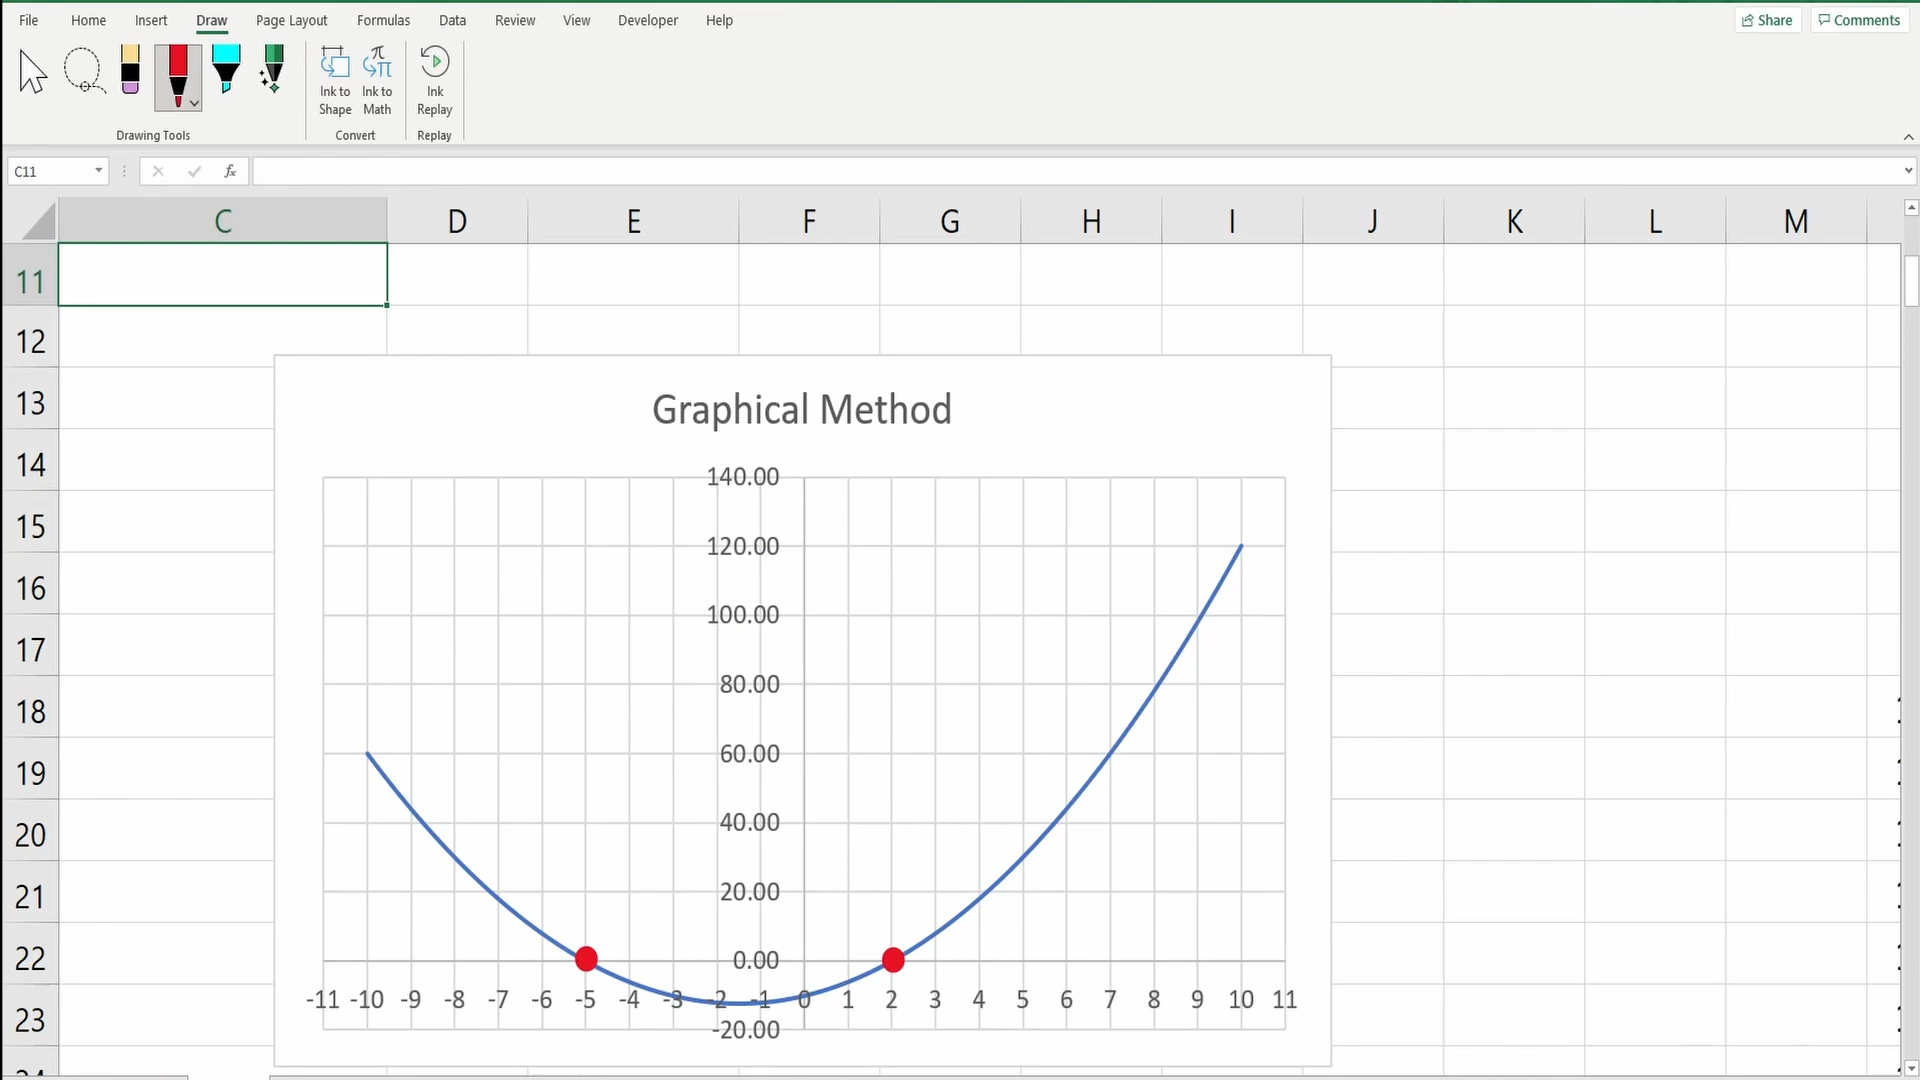 File Home Insert Draw Page Layout Formulas Data Review View Developer Help Share Comments
Ink to Shape
Ink to Math
Ink Replay
Drawing Tools Convert Replay
C11 fx
C D E F G H I J K L M
11
12
13
14
15
16
17
18
19
20
21
22
23
24
Graphical Method
140.00
120.00
100.00
80.00
60.00
40.00
20.00
0.00
-11 -10 -9 -8 -7 -6 -5 -4 -3 -2 -1 0 1 2 3 4 5 6 7 8 9 10 11
-20.00